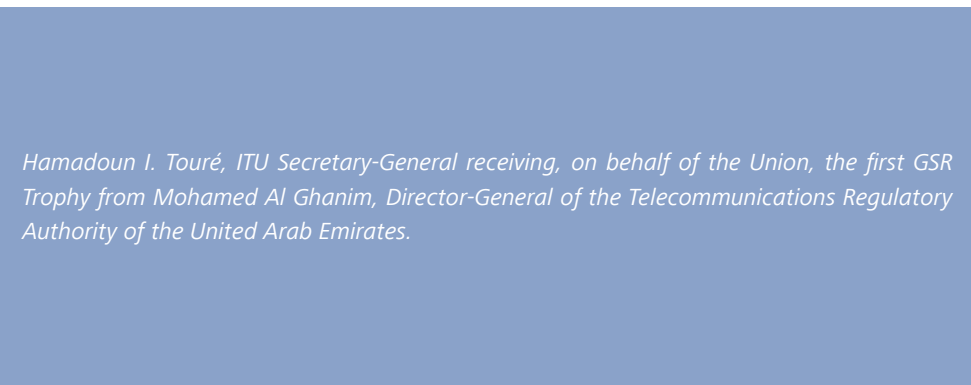 Hamadoun I. Touré, ITU Secretary-General receiving, on behalf of the Union, the first GSR
Trophy from Mohamed Al Ghanim, Director-General of the Telecommunications Regulatory
Authority of the United Arab Emirates.